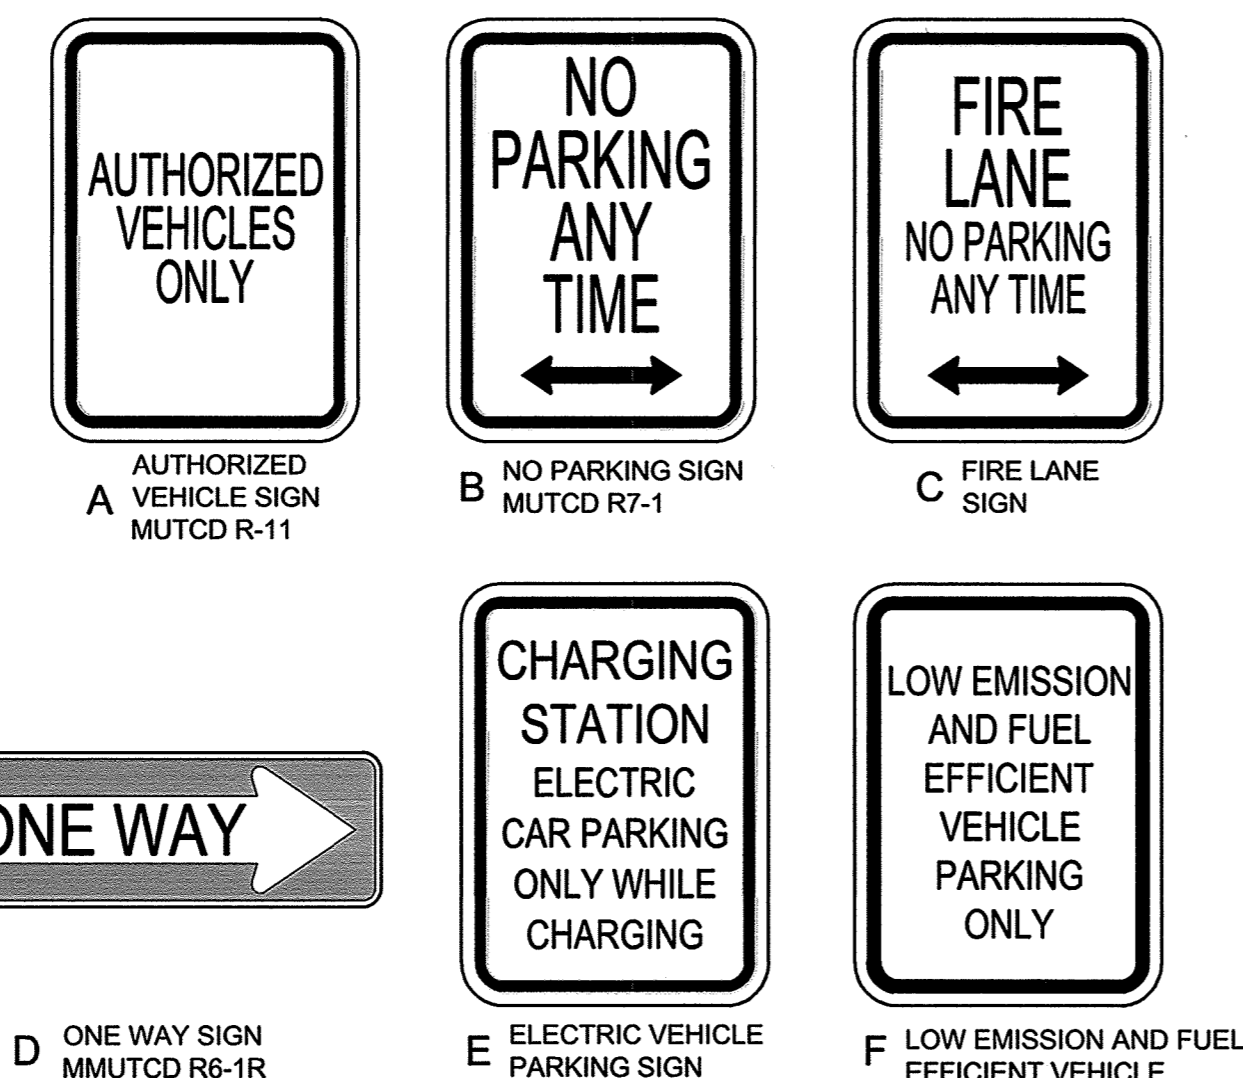 AUTHORIZED
VEHICLES
ONLY
A
AUTHORIZED
VEHICLE SIGN
MUTCD R-11
NO
PARKING
ANY
TIME
B
NO PARKING SIGN
MUTCD R7-1
FIRE
LANE
NO PARKING
ANY TIME
C
FIRE LANE
SIGN
ONE WAY
D
ONE WAY SIGN
MMUTCD R6-1R
CHARGING
STATION
ELECTRIC
CAR PARKING
ONLY WHILE
CHARGING
E
ELECTRIC VEHICLE
PARKING SIGN
LOW EMISSION
AND FUEL
EFFICIENT
VEHICLE
PARKING
ONLY
F
LOW EMISSION AND FUEL
EFFICIENT VEHICLE